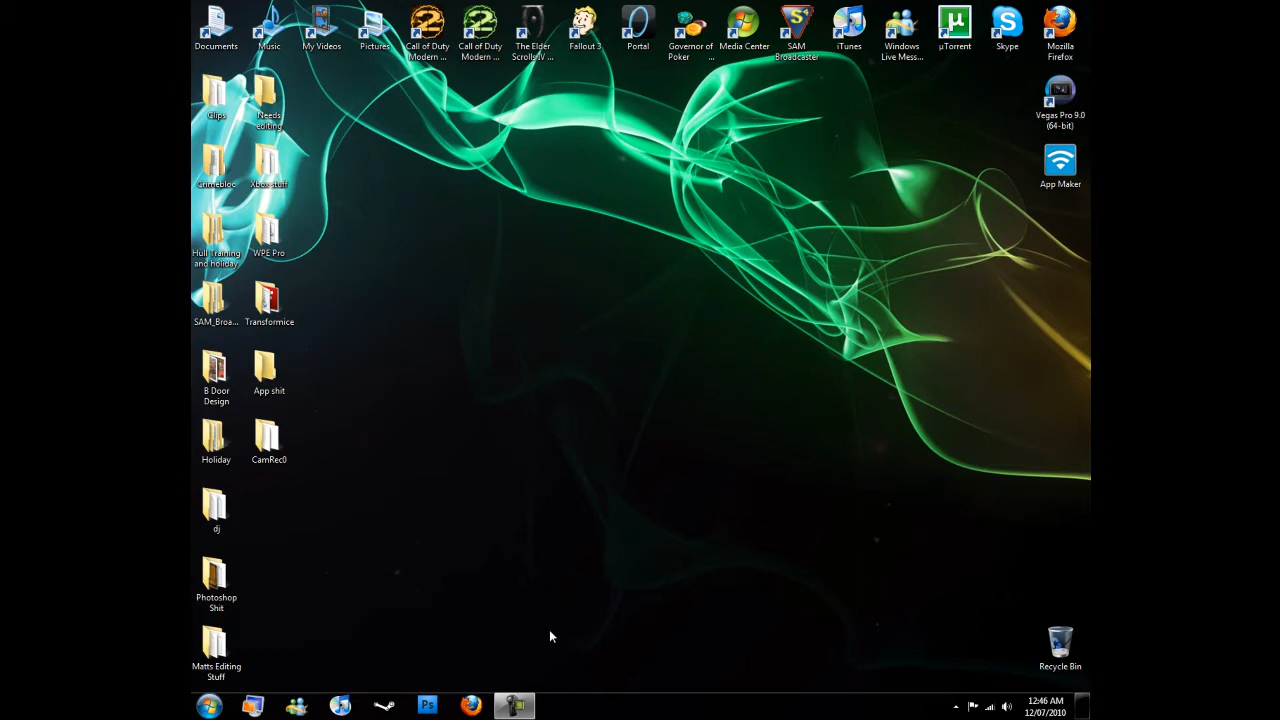 Documents
Music
My Videos
Pictures
Call of Duty
Modern ...
Call of Duty
Modern ...
The Elder
Scrolls IV ...
Fallout 3
Portal
Governor of
Poker ...
Media Center
SAM
Broadcaster
iTunes
Windows
Live Mess...
µTorrent
Skype
Mozilla
Firefox
Clips
Needs
editing
Vegas Pro 9.0
(64-bit)
Crimebloc
Xbox stuff
App Maker
Hull Training
and holiday
WPE Pro
SAM_Broa...
Transformice
B Door
Design
App shit
Holiday
CamRec0
dj
Photoshop
Shit
Matts Editing
Stuff
Recycle Bin
Ps
12:46 AM
12/07/2010